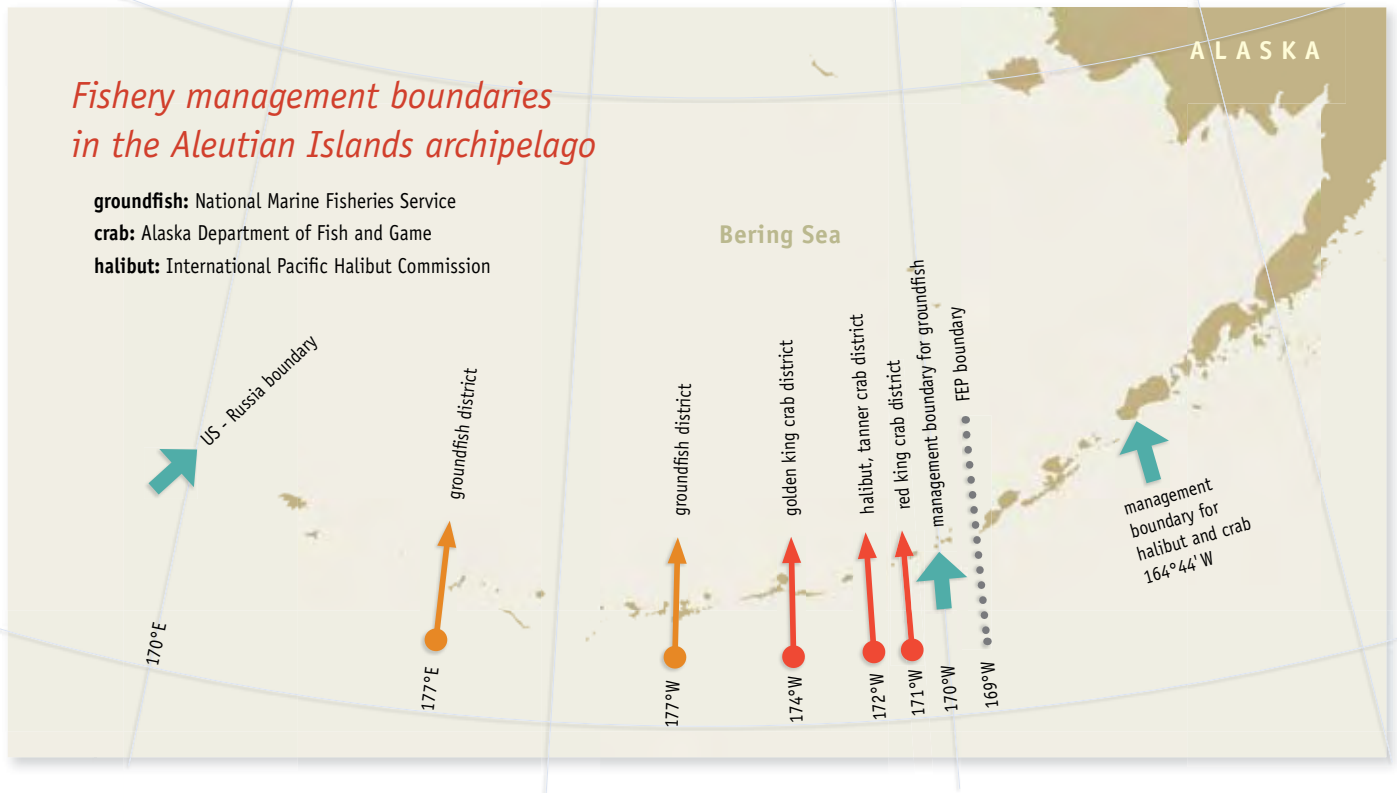 ALASKA
Fishery management boundaries
in the Aleutian Islands archipelago
groundfish: National Marine Fisheries Service
crab: Alaska Department of Fish and Game
halibut: International Pacific Halibut Commission
Bering Sea
US - Russia boundary
groundfish district
groundfish district
golden king crab district
halibut, tanner crab district
red king crab district
management boundary for groundfish
FEP boundary
management
boundary for
halibut and crab
164°44' W
170°E
177°E
177°W
174°W
172°W
171°W
170°W
169°W